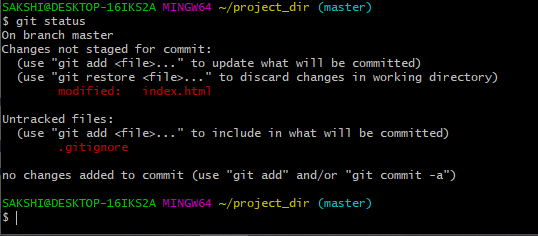 SAKSHI@DESKTOP-16IKS2A MINGW64 ~/project_dir (master)
$ git status
On branch master
Changes not staged for commit:
  (use "git add <file>..." to update what will be committed)
  (use "git restore <file>..." to discard changes in working directory)
        modified:   index.html

Untracked files:
  (use "git add <file>..." to include in what will be committed)
        .gitignore

no changes added to commit (use "git add" and/or "git commit -a")

SAKSHI@DESKTOP-16IKS2A MINGW64 ~/project_dir (master)
$